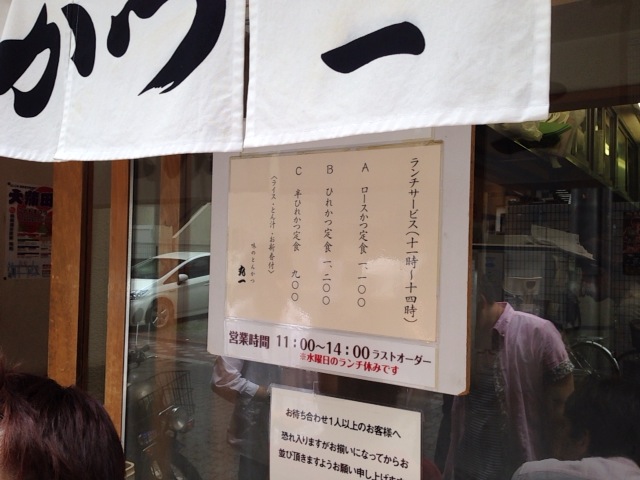 かつ
一
ランチサービス(十一時〜十四時)
A ロースかつ定食 一、一〇〇
B ひれかつ定食 一、二〇〇
C 半ひれかつ定食 九〇〇
(ライス・とん汁・お新香付)
味のとんかつ
丸一
営業時間 11:00〜14:00ラストオーダー
※水曜日のランチ休みです
お待ち合わせ1人以上のお客様へ
恐れ入りますがお揃いになってからお
並び頂きますようお願い申し上げます